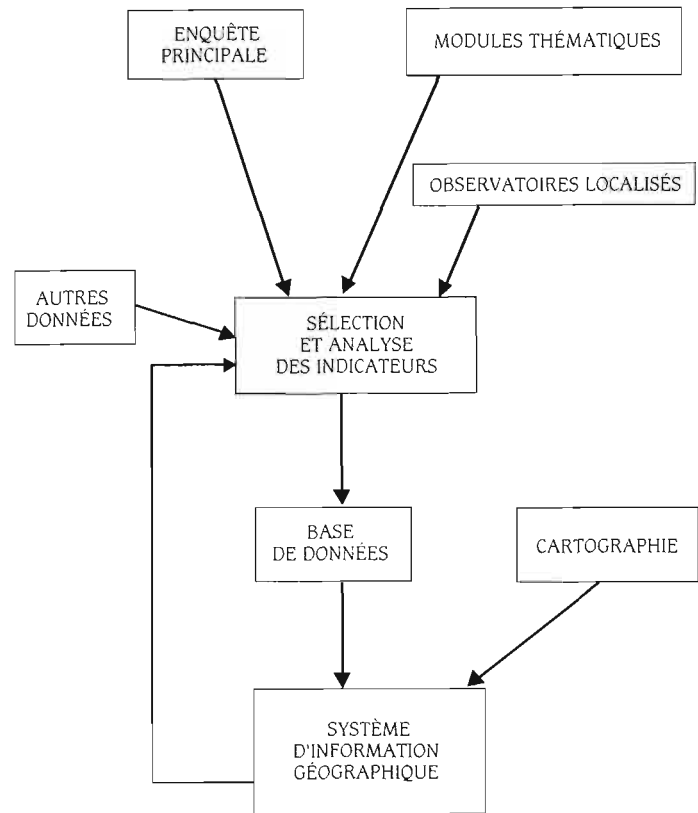 ENQUÊTE
PRINCIPALE
MODULES THÉMATIQUES
OBSERVATOIRES LOCALISÉS
AUTRES
DONNÉES
SÉLECTION
ET ANALYSE
DES INDICATEURS
BASE
DE DONNÉES
CARTOGRAPHIE
SYSTÈME
D'INFORMATION
GÉOGRAPHIQUE